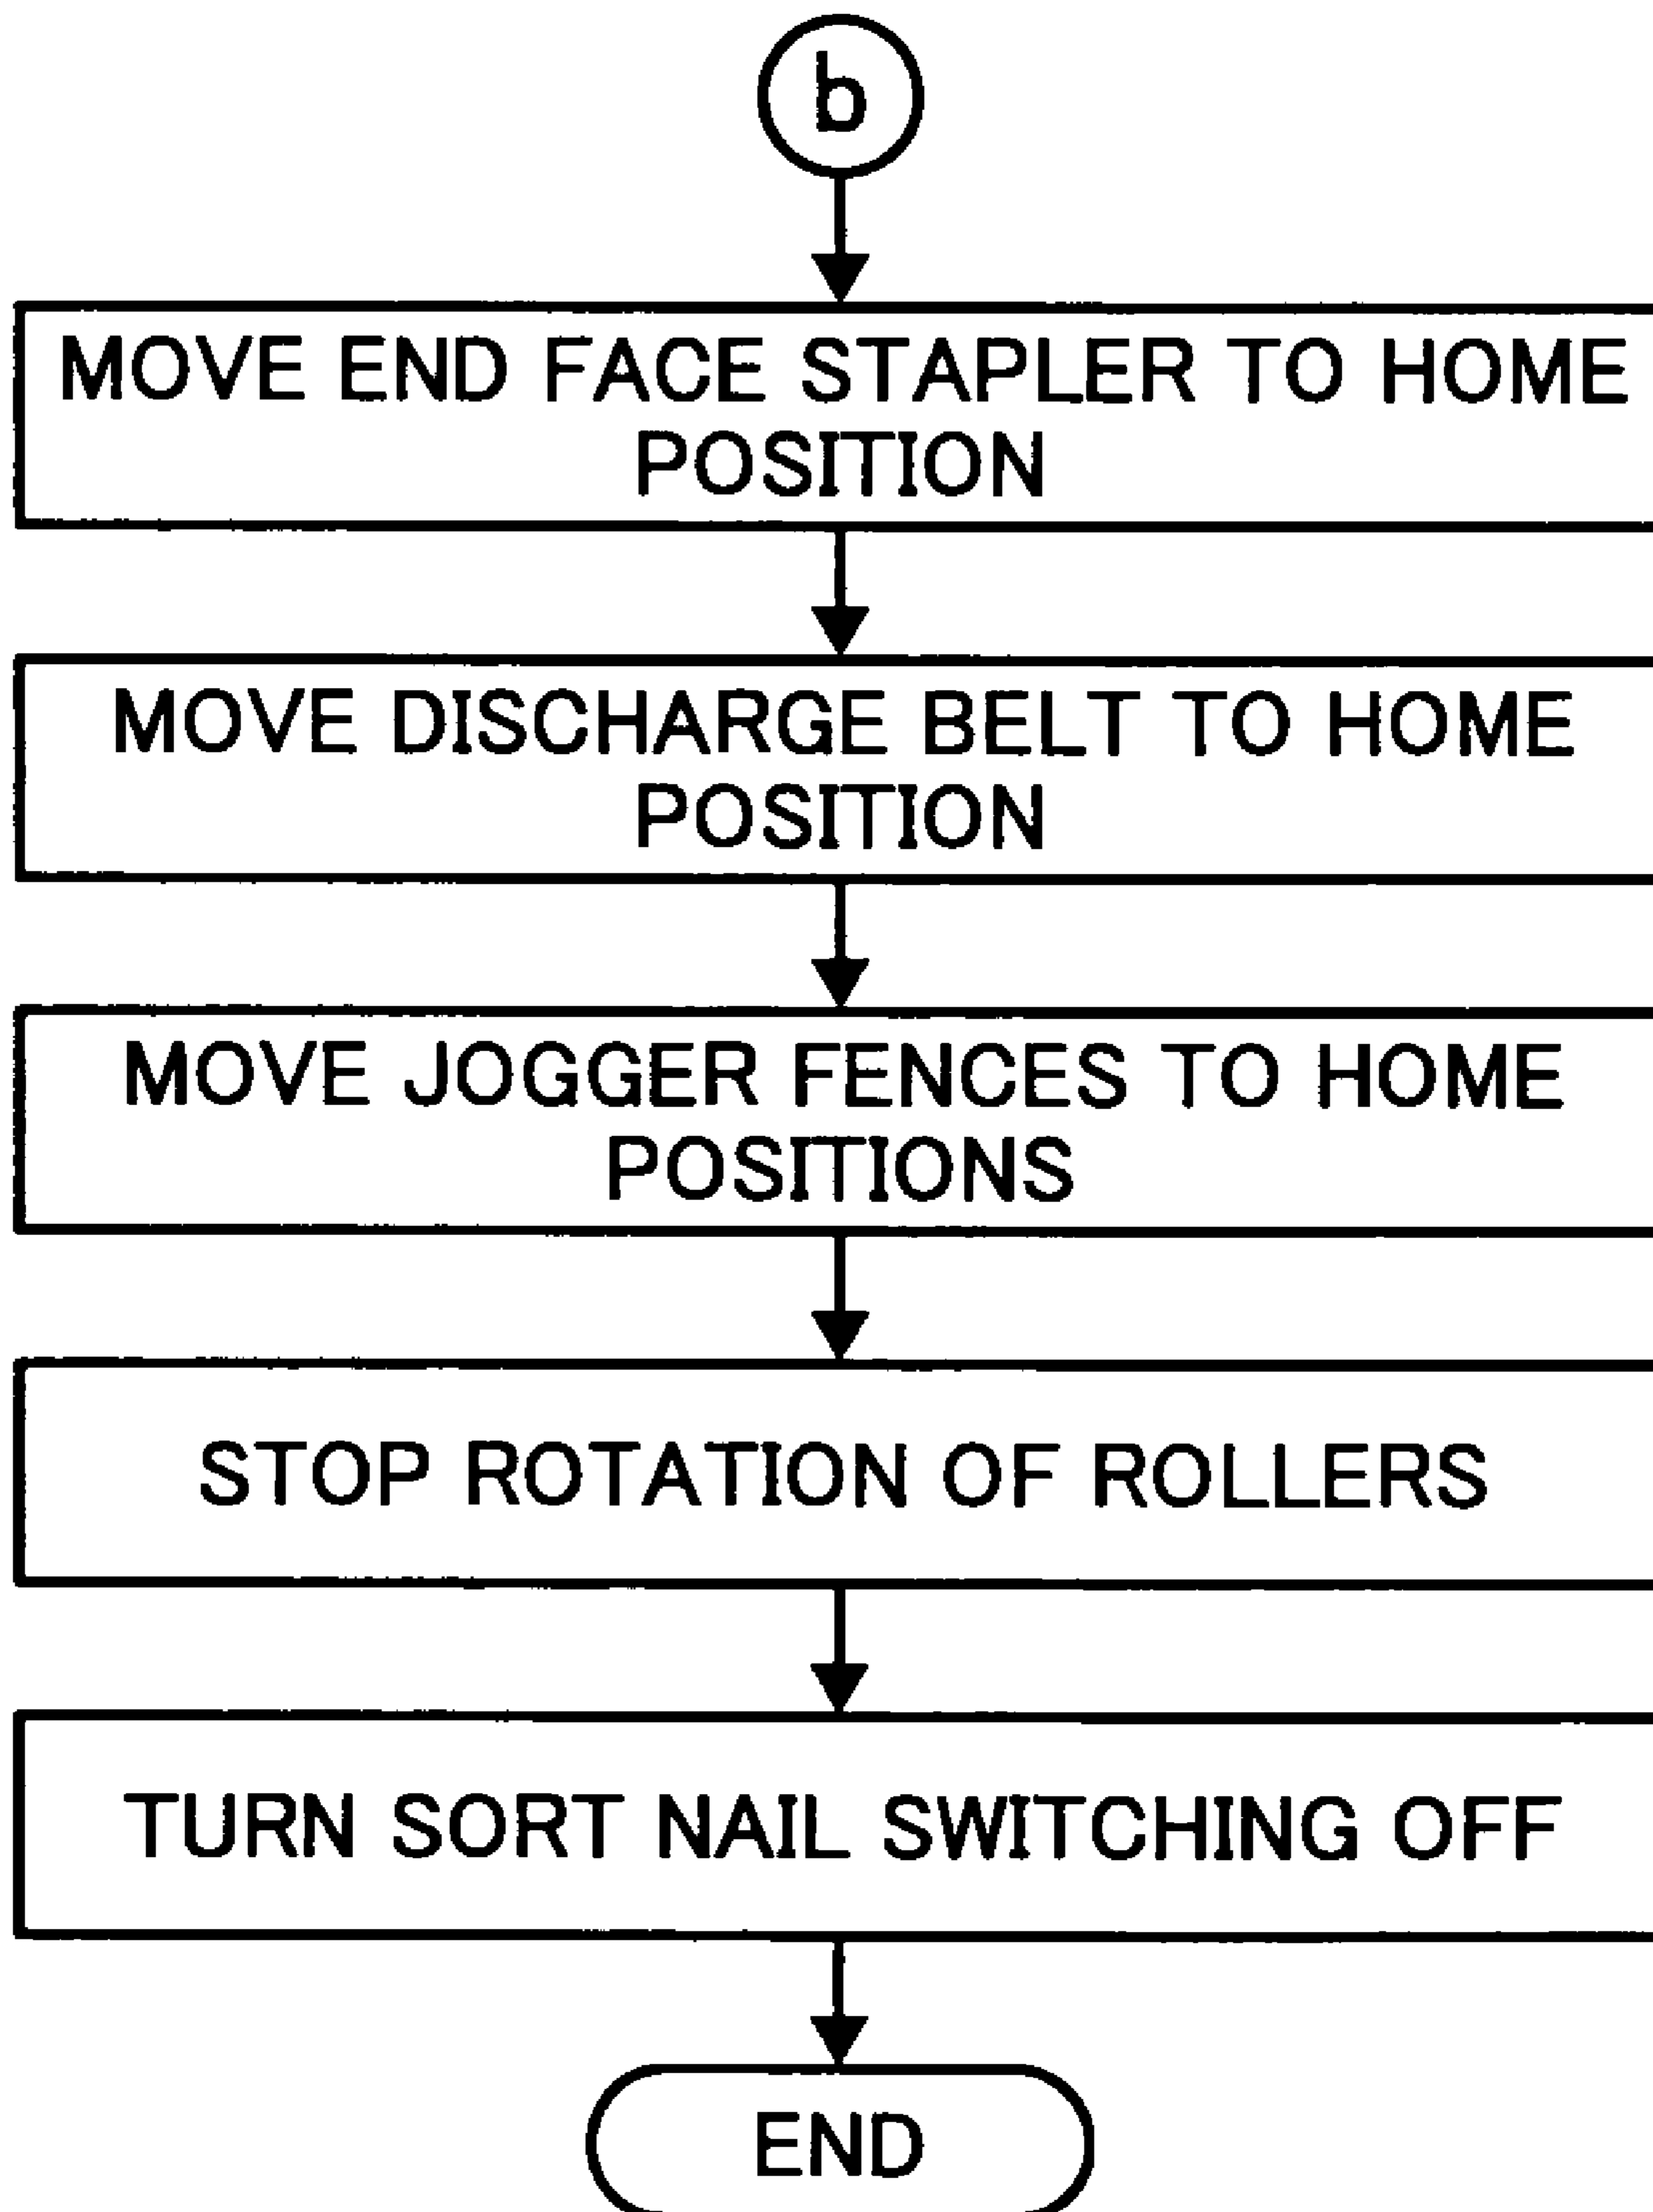 b
MOVE END FACE STAPLER TO HOME
POSITION
MOVE DISCHARGE BELT TO HOME
POSITION
MOVE JOGGER FENCES TO HOME
POSITIONS
STOP ROTATION OF ROLLERS
TURN SORT NAIL SWITCHING OFF
END